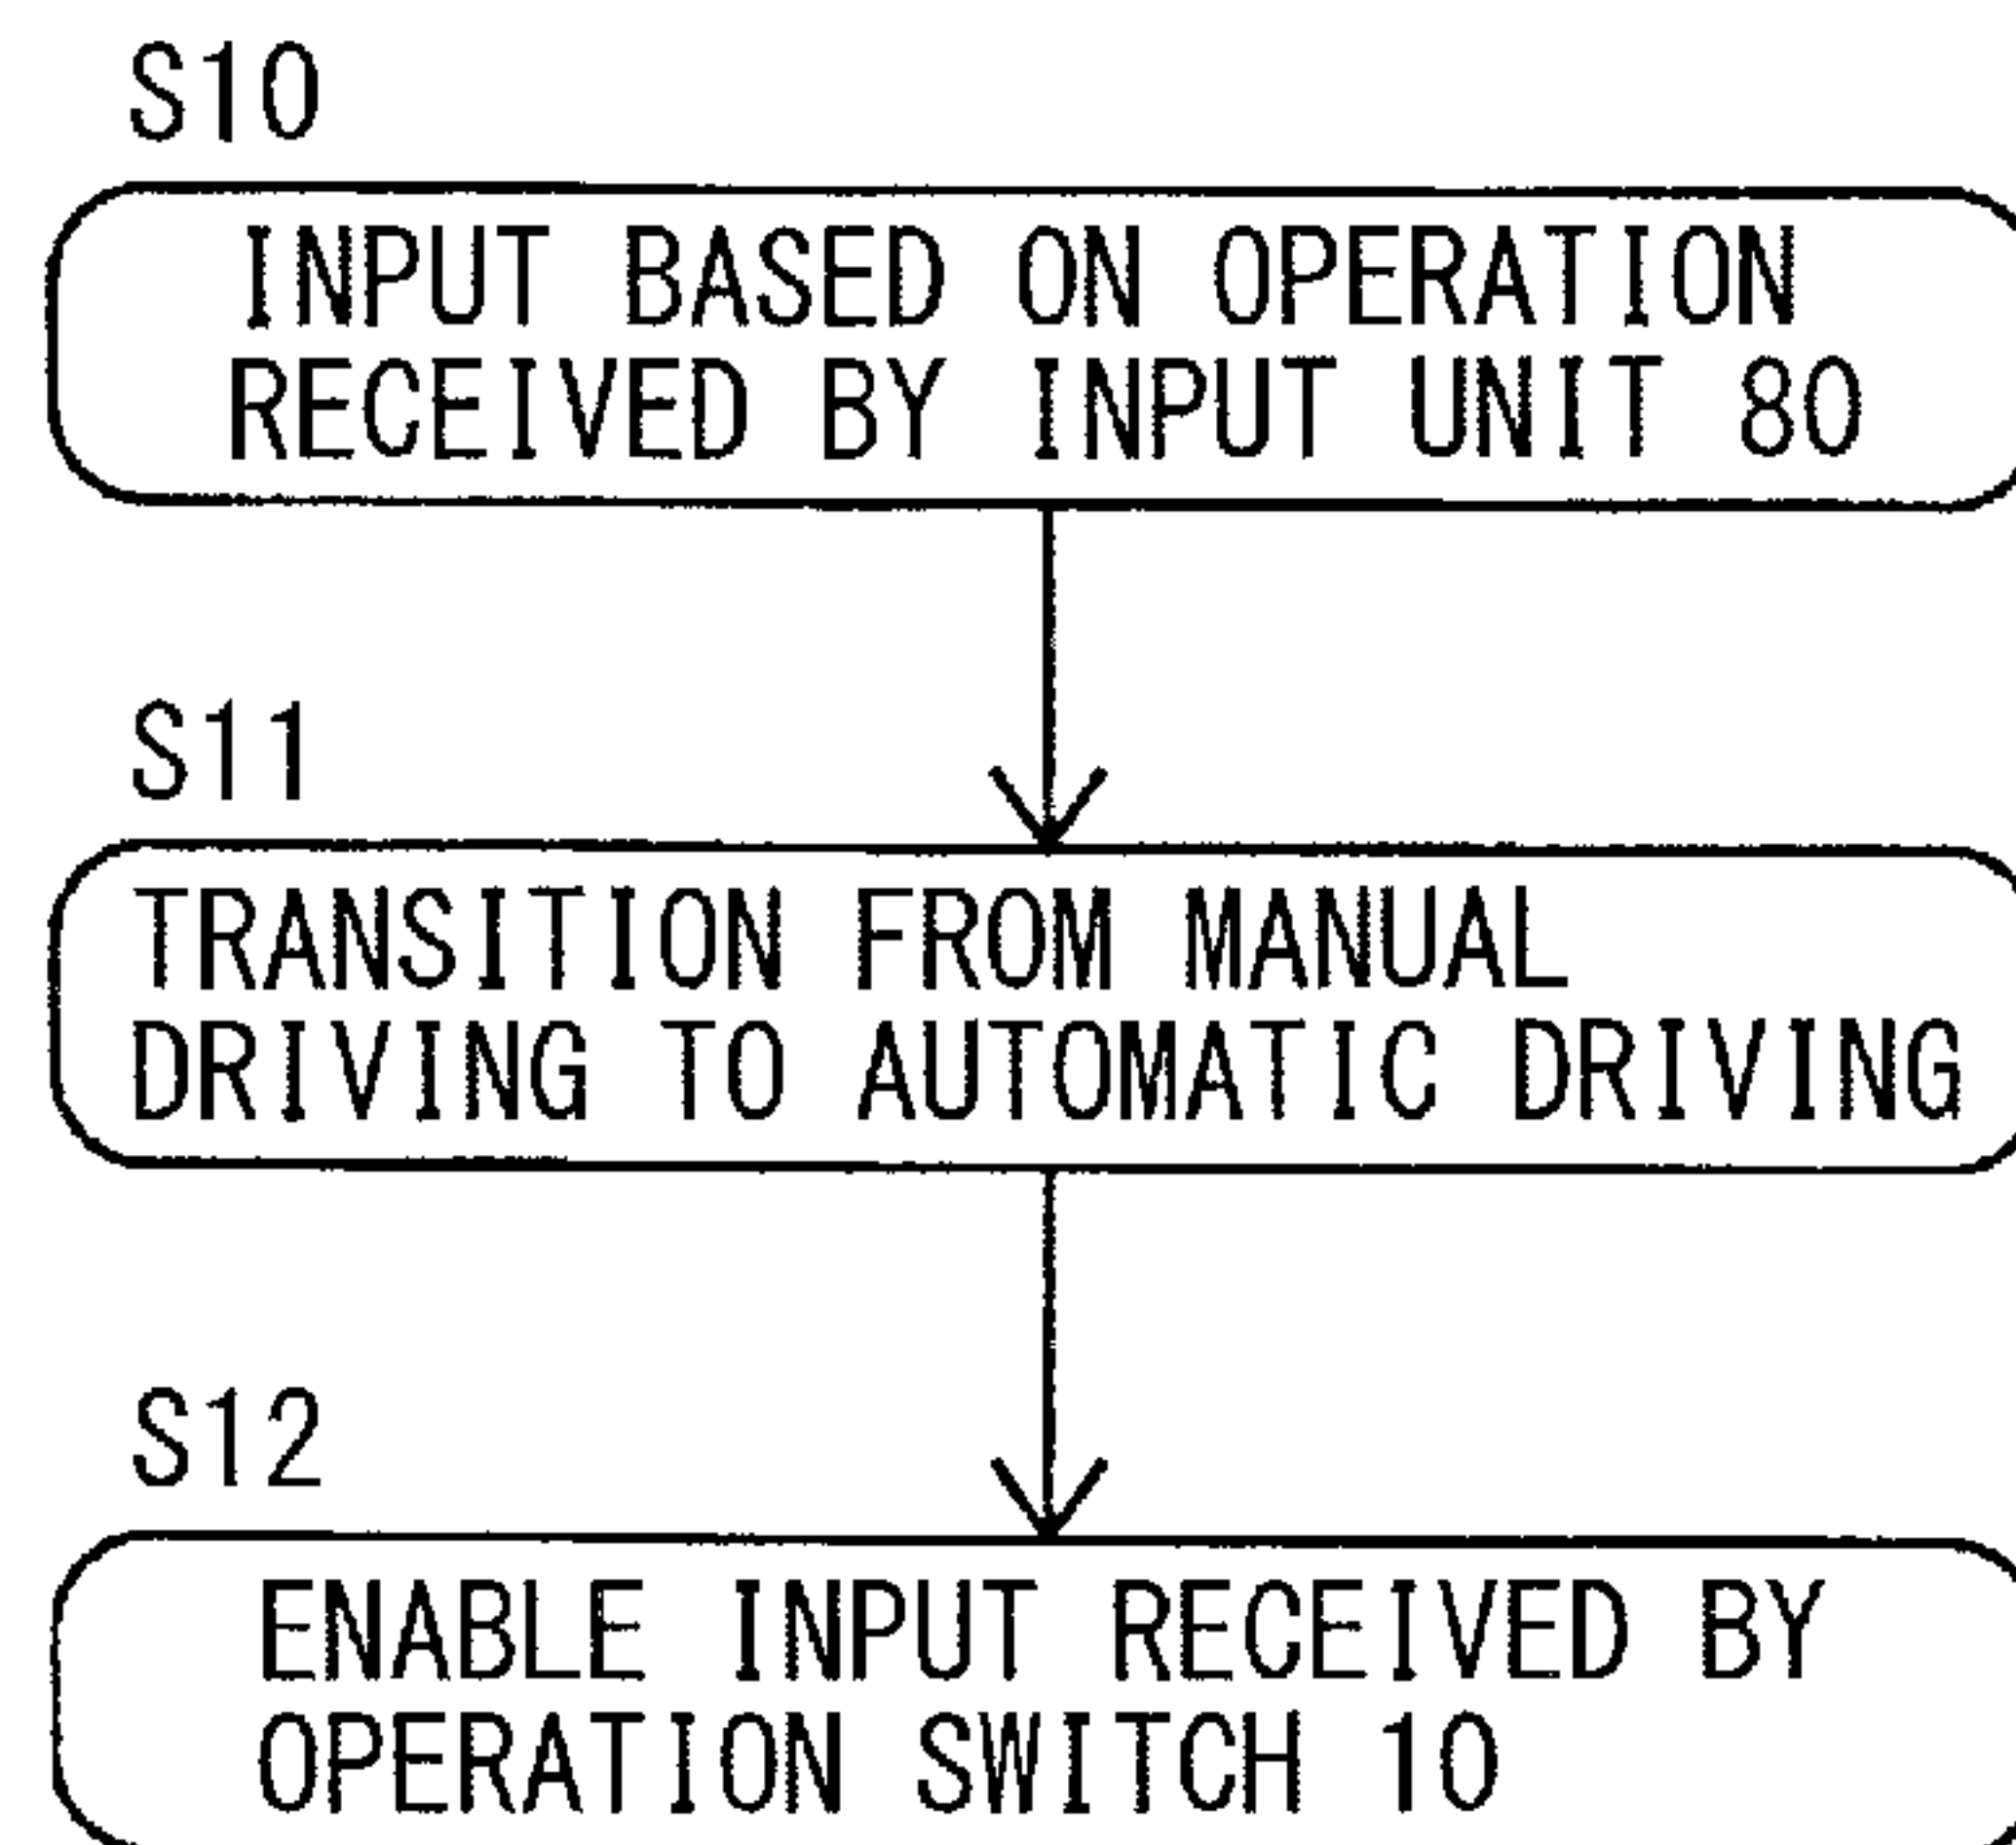 S10
INPUT BASED ON OPERATION
RECEIVED BY INPUT UNIT 80
S11
TRANSITION FROM MANUAL
DRIVING TO AUTOMATIC DRIVING
S12
ENABLE INPUT RECEIVED BY
OPERATION SWITCH 10